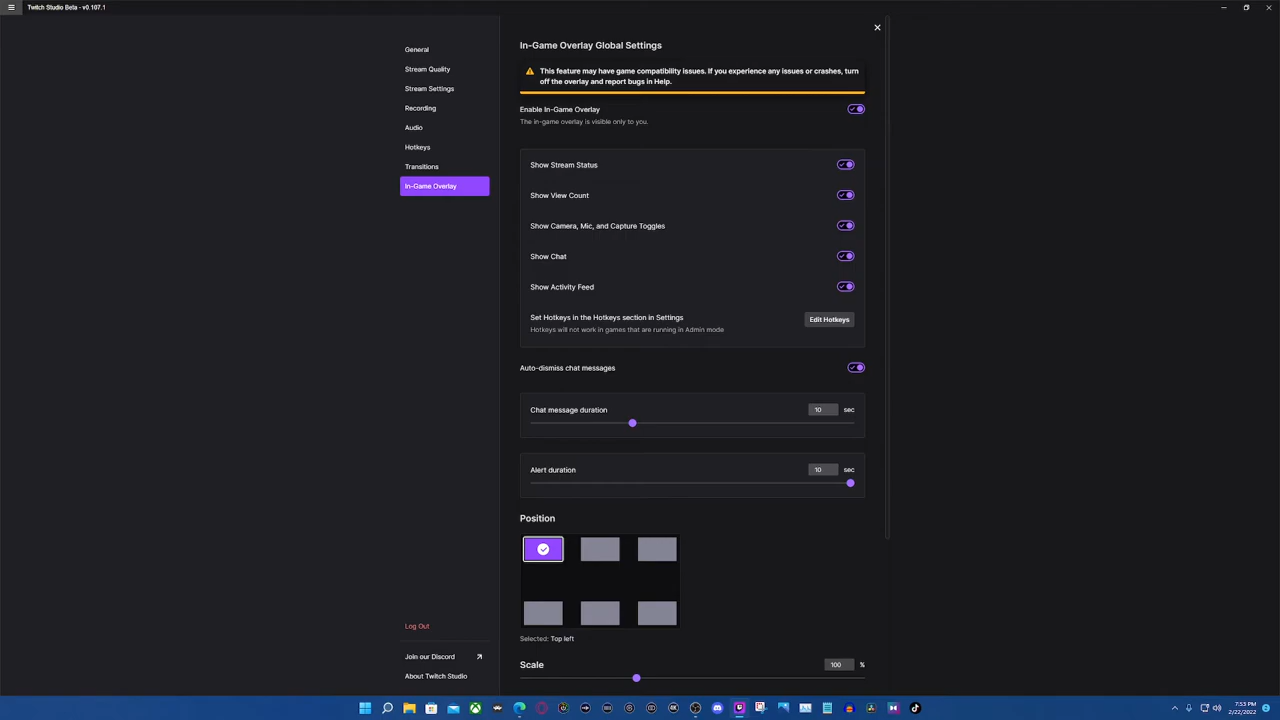 Twitch Studio Beta - v0.107.1
General
Stream Quality
Stream Settings
Recording
Audio
Hotkeys
Transitions
In-Game Overlay
Log Out
Join our Discord
About Twitch Studio
In-Game Overlay Global Settings
This feature may have game compatibility issues. If you experience any issues or crashes, turn
off the overlay and report bugs in Help.
Enable In-Game Overlay
The in-game overlay is visible only to you.
Show Stream Status
Show View Count
Show Camera, Mic, and Capture Toggles
Show Chat
Show Activity Feed
Set Hotkeys in the Hotkeys section in Settings
Edit Hotkeys
Hotkeys will not work in games that are running in Admin mode
Auto-dismiss chat messages
Chat message duration 10 sec
Alert duration 10 sec
Position
Selected: Top left
Scale 100 %
7:53 PM
2/22/2022